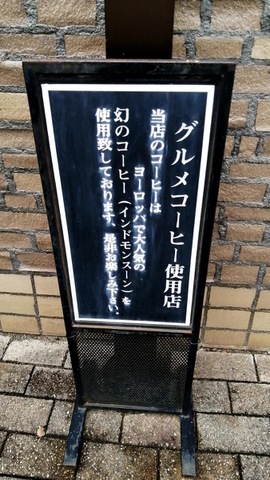 グルメコーヒー使用店
当店のコーヒーは
ヨーロッパで大人気の
幻のコーヒー（インドモンスーン）を
使用致しております。是非お楽しみ下さい、